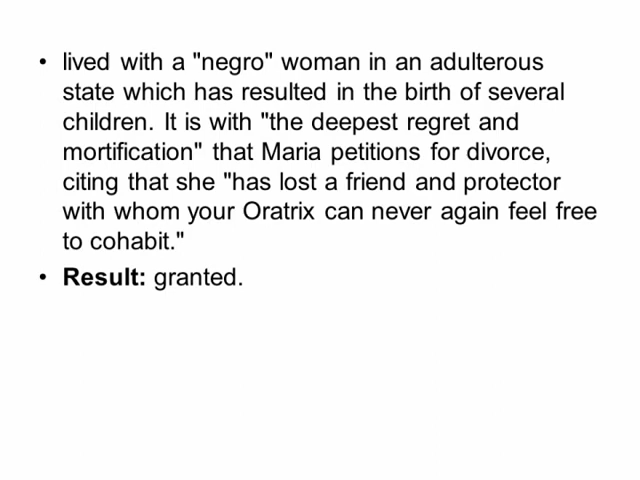 • lived with a "negro" woman in an adulterous
state which has resulted in the birth of several
children. It is with "the deepest regret and
mortification" that Maria petitions for divorce,
citing that she "has lost a friend and protector
with whom your Oratrix can never again feel free
to cohabit."
• Result: granted.